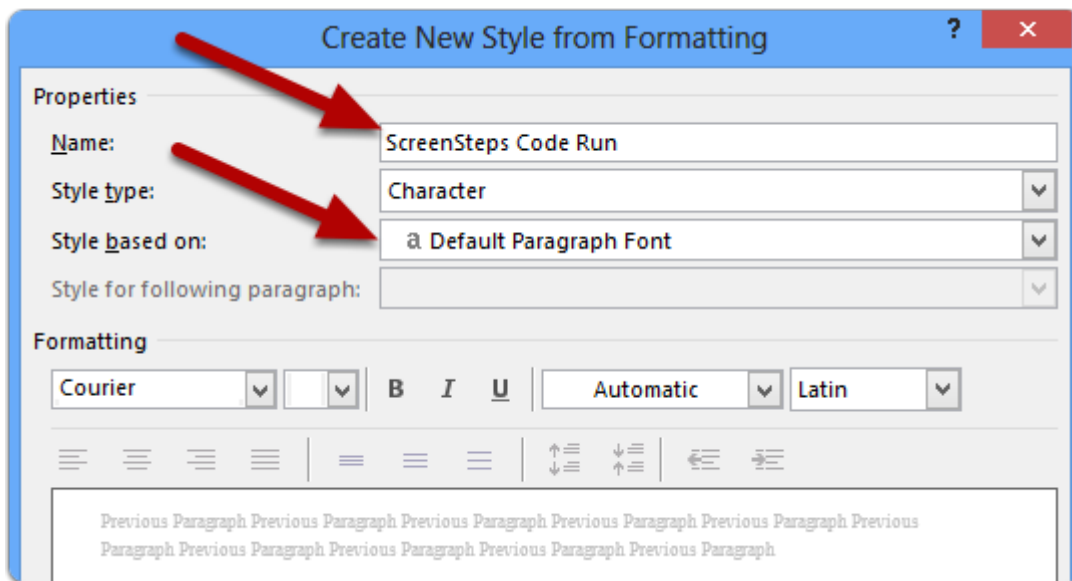 Create New Style from Formatting ?
Properties
Name: ScreenSteps Code Run
Style type: Character
Style based on: a Default Paragraph Font
Style for following paragraph:
Formatting
Courier B I U Automatic Latin
Previous Paragraph Previous Paragraph Previous Paragraph Previous Paragraph Previous Paragraph Previous
Paragraph Previous Paragraph Previous Paragraph Previous Paragraph Previous Paragraph